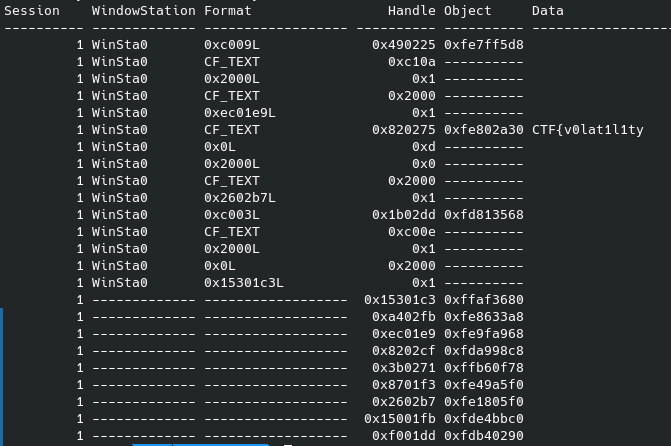 Session WindowStation Format Handle Object Data
---------- ------------- ------------------ ---------- ---------- --------------------
1 WinSta0 0xc009L 0x490225 0xfe7ff5d8
1 WinSta0 CF_TEXT 0xc10a ----------
1 WinSta0 0x2000L 0x1 ----------
1 WinSta0 CF_TEXT 0x2000 ----------
1 WinSta0 0xec01e9L 0x1 ----------
1 WinSta0 CF_TEXT 0x820275 0xfe802a30 CTF{v0lat1l1ty
1 WinSta0 0x0L 0xd ----------
1 WinSta0 0x2000L 0x0 ----------
1 WinSta0 CF_TEXT 0x2000 ----------
1 WinSta0 0x2602b7L 0x1 ----------
1 WinSta0 0xc003L 0x1b02dd 0xfd813568
1 WinSta0 CF_TEXT 0xc00e ----------
1 WinSta0 0x2000L 0x1 ----------
1 WinSta0 0x0L 0x2000 ----------
1 WinSta0 0x15301c3L 0x1 ----------
1 ------------- ------------------ 0x15301c3 0xffaf3680
1 ------------- ------------------ 0xa402fb 0xfe8633a8
1 ------------- ------------------ 0xec01e9 0xfe9fa968
1 ------------- ------------------ 0x8202cf 0xfda998c8
1 ------------- ------------------ 0x3b0271 0xffb60f78
1 ------------- ------------------ 0x8701f3 0xfe49a5f0
1 ------------- ------------------ 0x2602b7 0xfe1805f0
1 ------------- ------------------ 0x15001fb 0xfde4bbc0
1 ------------- ------------------ 0xf001dd 0xfdb40290